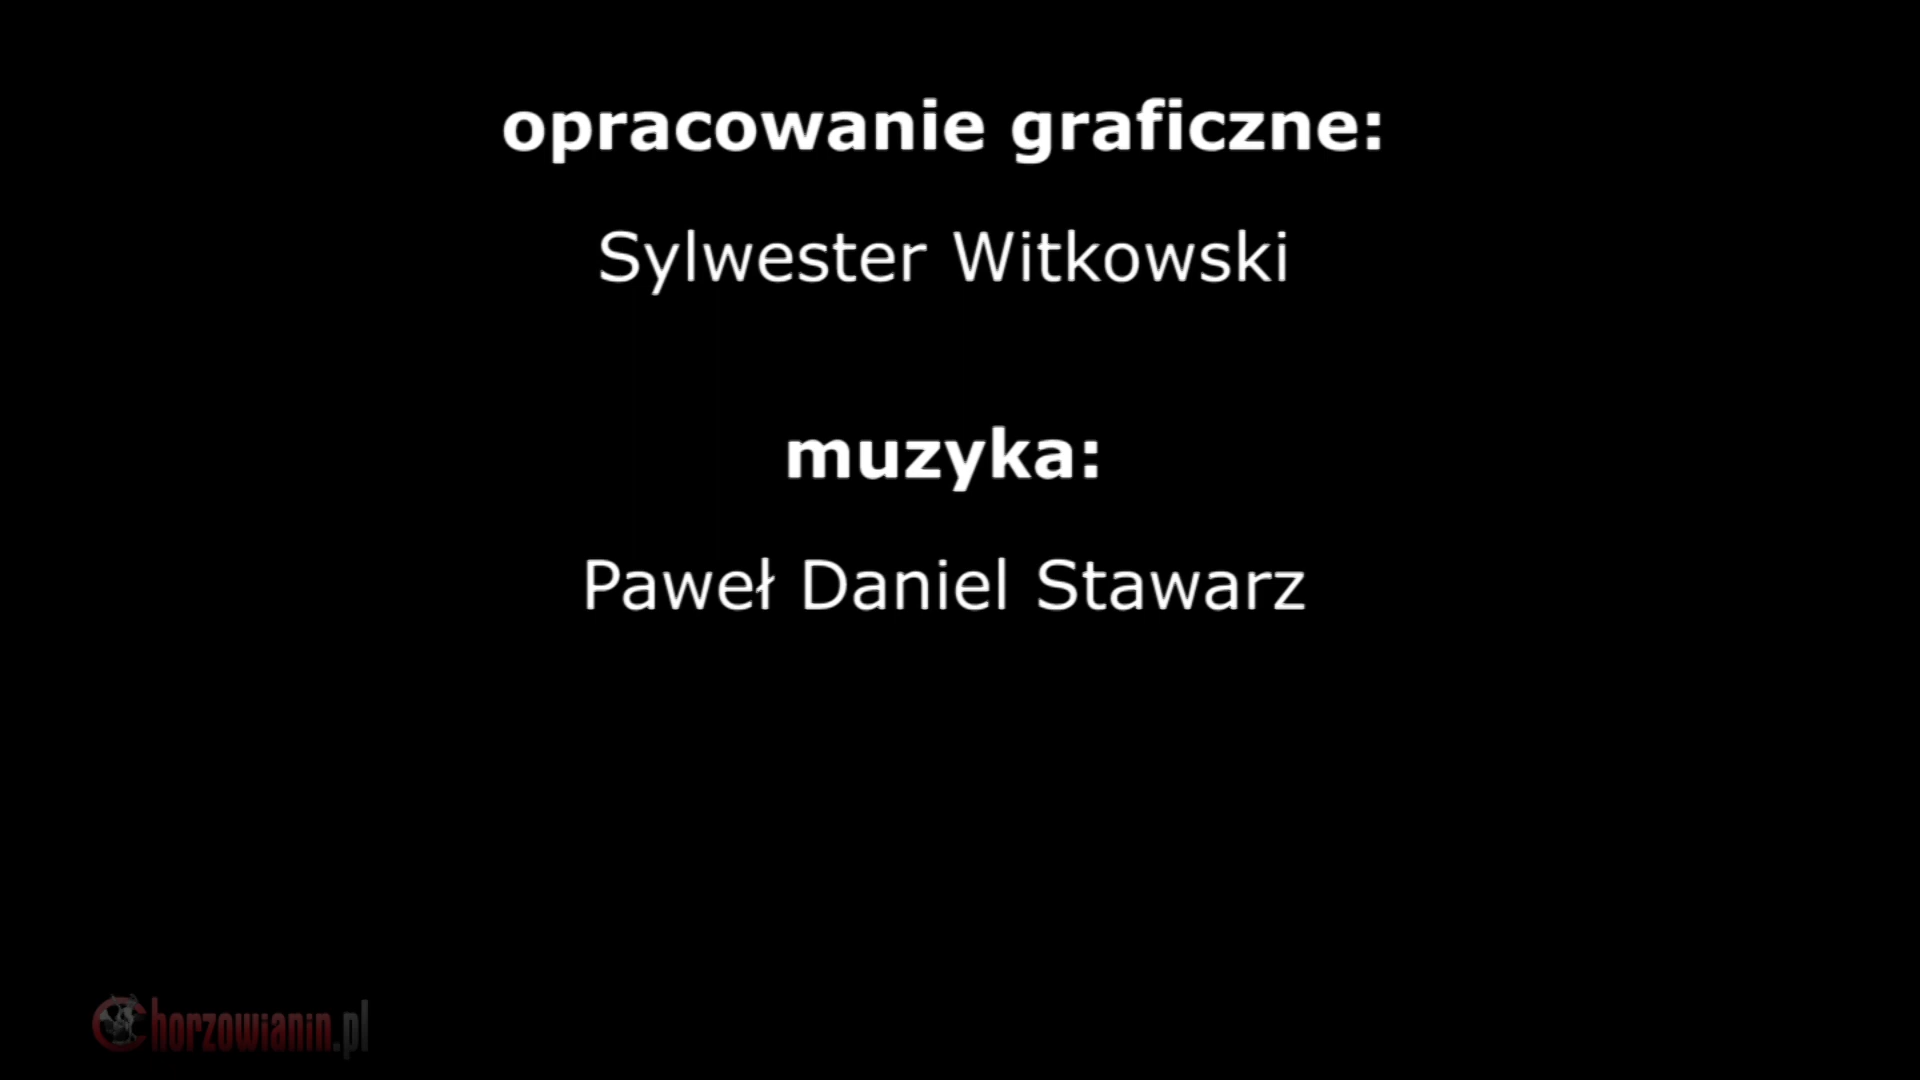 opracowanie graficzne:
Sylwester Witkowski
muzyka:
Paweł Daniel Stawarz
Chorzowianin.pl